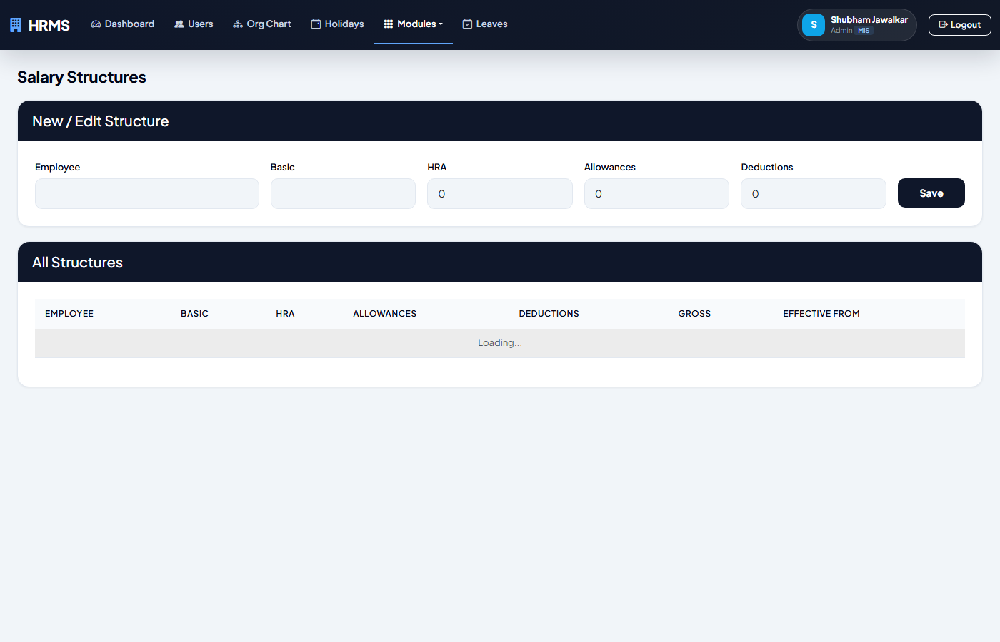 HRMS Dashboard Users Org Chart Holidays Modules Leaves S Shubham Jawalkar Logout
Admin MIS
Salary Structures
New / Edit Structure
Employee Basic HRA Allowances Deductions
0 0 0 Save
All Structures
EMPLOYEE BASIC HRA ALLOWANCES DEDUCTIONS GROSS EFFECTIVE FROM
Loading...